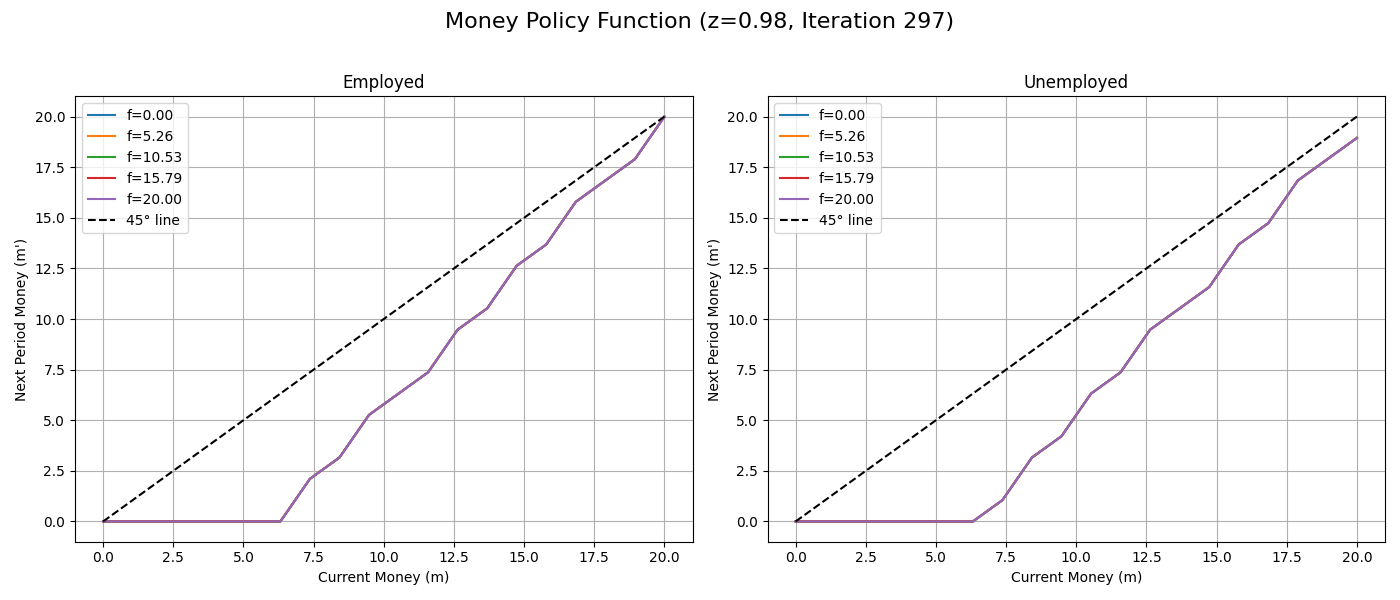 Money Policy Function (z=0.98, Iteration 297)
Employed
f=0.00
f=5.26
f=10.53
f=15.79
f=20.00
45° line
20.0
17.5
15.0
12.5
10.0
7.5
5.0
2.5
0.0
Next Period Money (m')
0.0 2.5 5.0 7.5 10.0 12.5 15.0 17.5 20.0
Current Money (m)
Unemployed
f=0.00
f=5.26
f=10.53
f=15.79
f=20.00
45° line
20.0
17.5
15.0
12.5
10.0
7.5
5.0
2.5
0.0
Next Period Money (m')
0.0 2.5 5.0 7.5 10.0 12.5 15.0 17.5 20.0
Current Money (m)